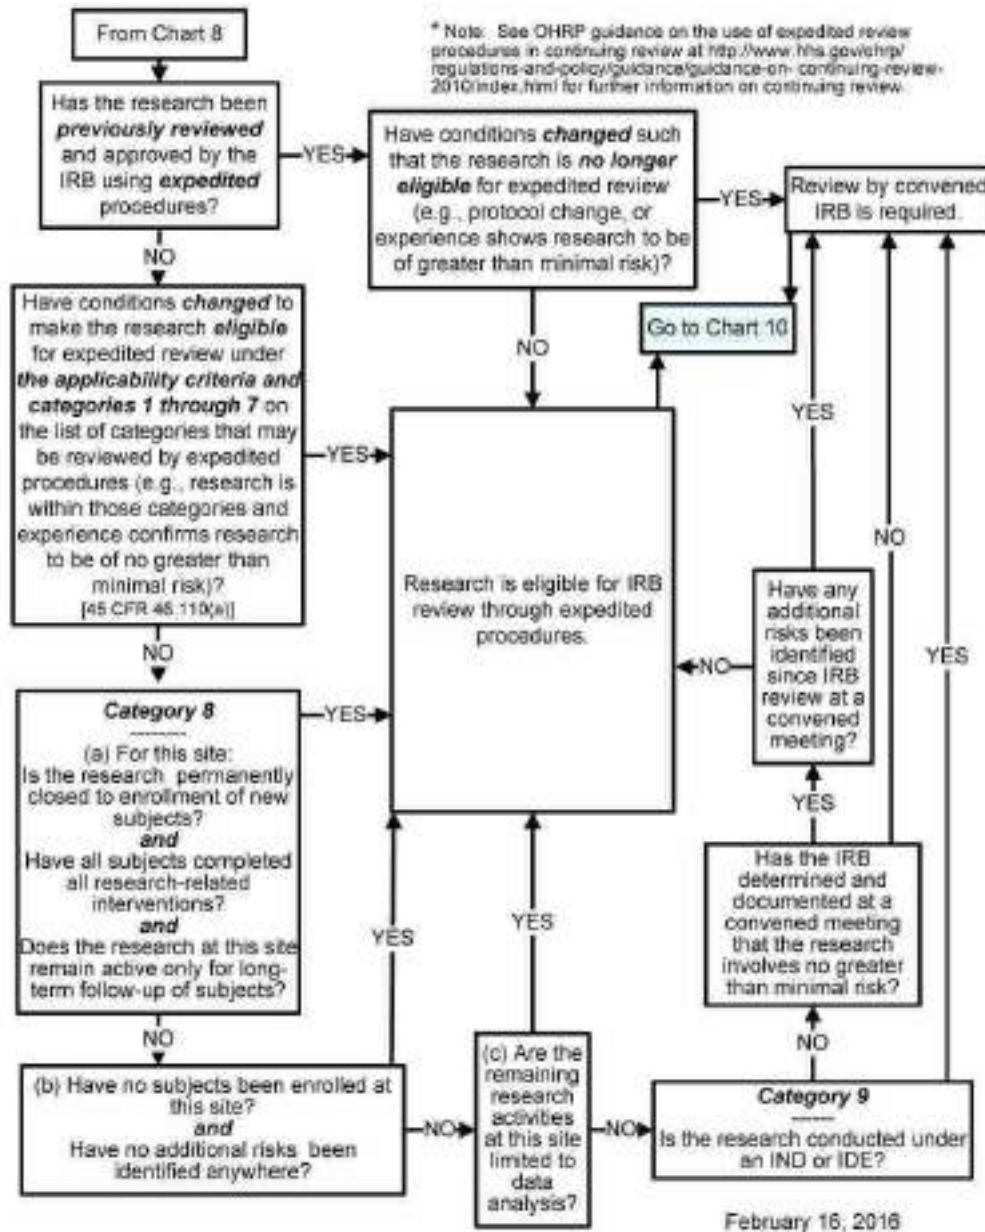 From Chart 8
* Note: See OHRP guidance on the use of expedited review
procedures in continuing review at http://www.hhs.gov/ohrp/
regulations-and-policy/guidance/guidance-on- continuing-review-
2010/index.html for further information on continuing review.
Has the research been
previously reviewed
and approved by the
IRB using expedited
procedures?
YES
Have conditions changed such
that the research is no longer
eligible for expedited review
(e.g., protocol change, or
experience shows research to be
of greater than minimal risk)?
YES
Review by convened
IRB is required.
NO
Have conditions changed to
make the research eligible
for expedited review under
the applicability criteria and
categories 1 through 7 on
the list of categories that may
be reviewed by expedited
procedures (e.g., research is
within those categories and
experience confirms research
to be of no greater than
minimal risk)?
[45 CFR 46.110(a)]
YES
NO
Go to Chart 10
Research is eligible for IRB
review through expedited
procedures.
YES
NO
YES
Have any
additional
risks been
identified
since IRB
review at a
convened
meeting?
NO
NO
Category 8
--------
(a) For this site:
Is the research permanently
closed to enrollment of new
subjects?
and
Have all subjects completed
all research-related
interventions?
and
Does the research at this site
remain active only for long-
term follow-up of subjects?
YES
YES
YES
YES
Has the IRB
determined and
documented at a
convened meeting
that the research
involves no greater
than minimal risk?
NO
NO
(b) Have no subjects been enrolled at
this site?
and
Have no additional risks been
identified anywhere?
NO
(c) Are the
remaining
research
activities
at this site
limited to
data
analysis?
NO
Category 9
-------
Is the research conducted under
an IND or IDE?
February 16, 2016